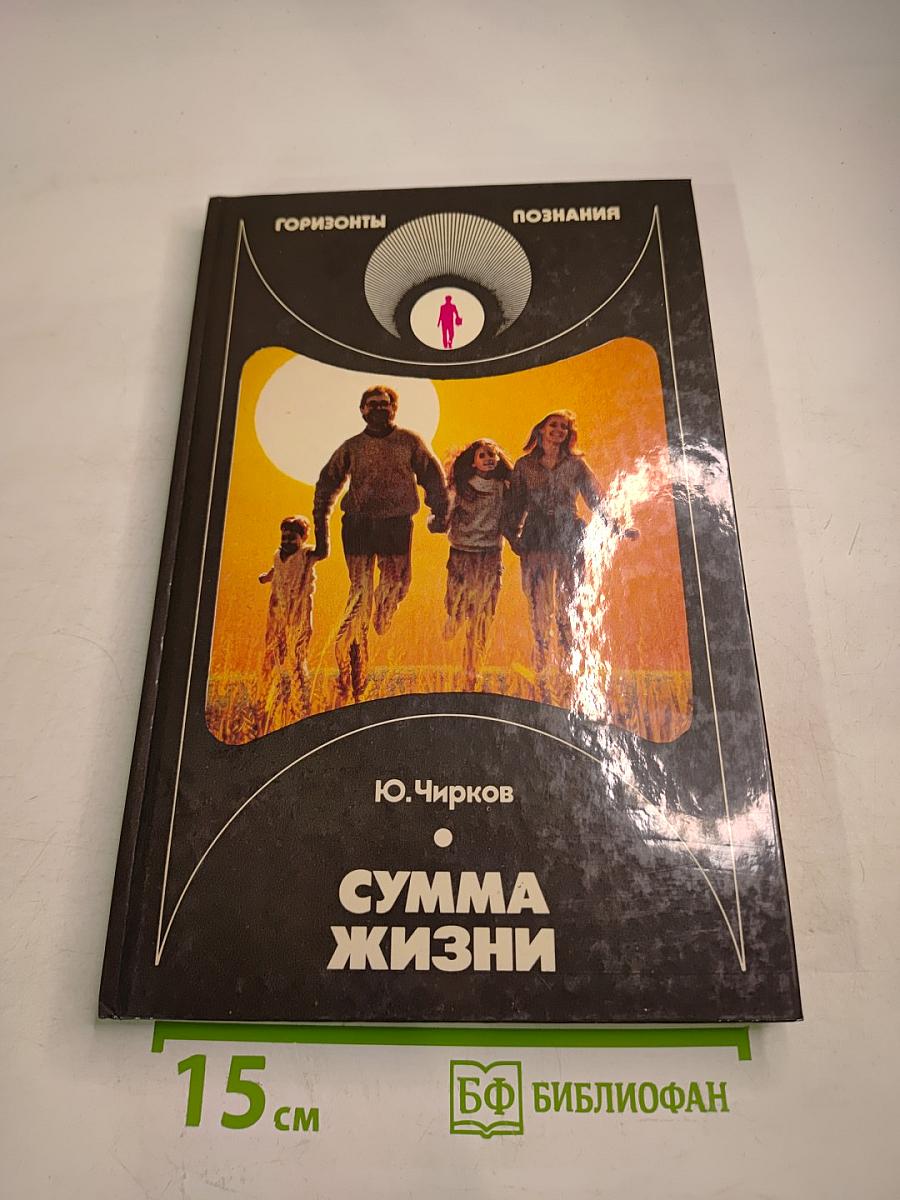 ГОРИЗОНТЫ ПОЗНАНИЯ
Ю.Чирков
СУММА
ЖИЗНИ
15 см
БФ БИБЛИОФАН